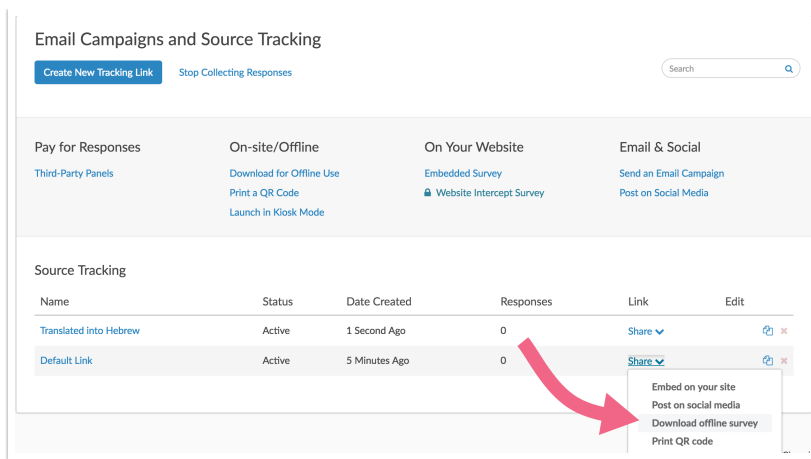 Email Campaigns and Source Tracking
Create New Tracking Link Stop Collecting Responses Search
Pay for Responses On-site/Offline On Your Website Email & Social
Third-Party Panels Download for Offline Use Embedded Survey Send an Email Campaign
Print a QR Code Website Intercept Survey Post on Social Media
Launch in Kiosk Mode
Source Tracking
Name Status Date Created Responses Link Edit
Translated into Hebrew Active 1 Second Ago 0 Share
Default Link Active 5 Minutes Ago 0 Share
Embed on your site
Post on social media
Download offline survey
Print QR code